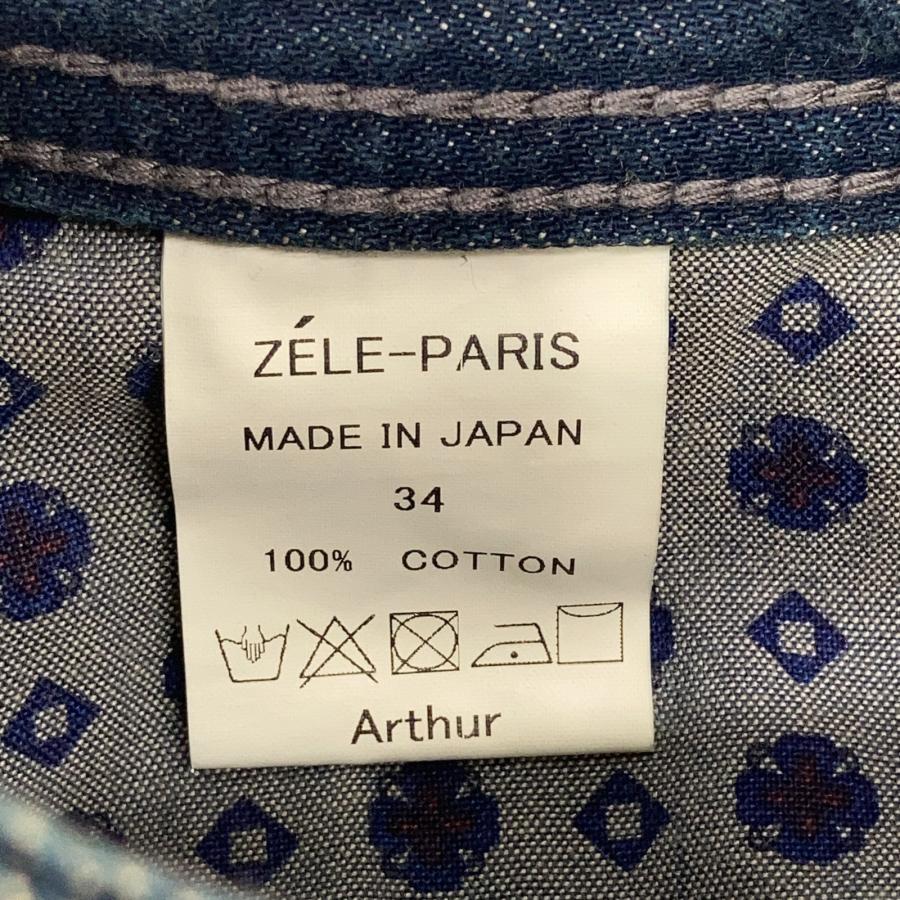 ZÉLE-PARIS
MADE IN JAPAN
34
100% COTTON
Arthur